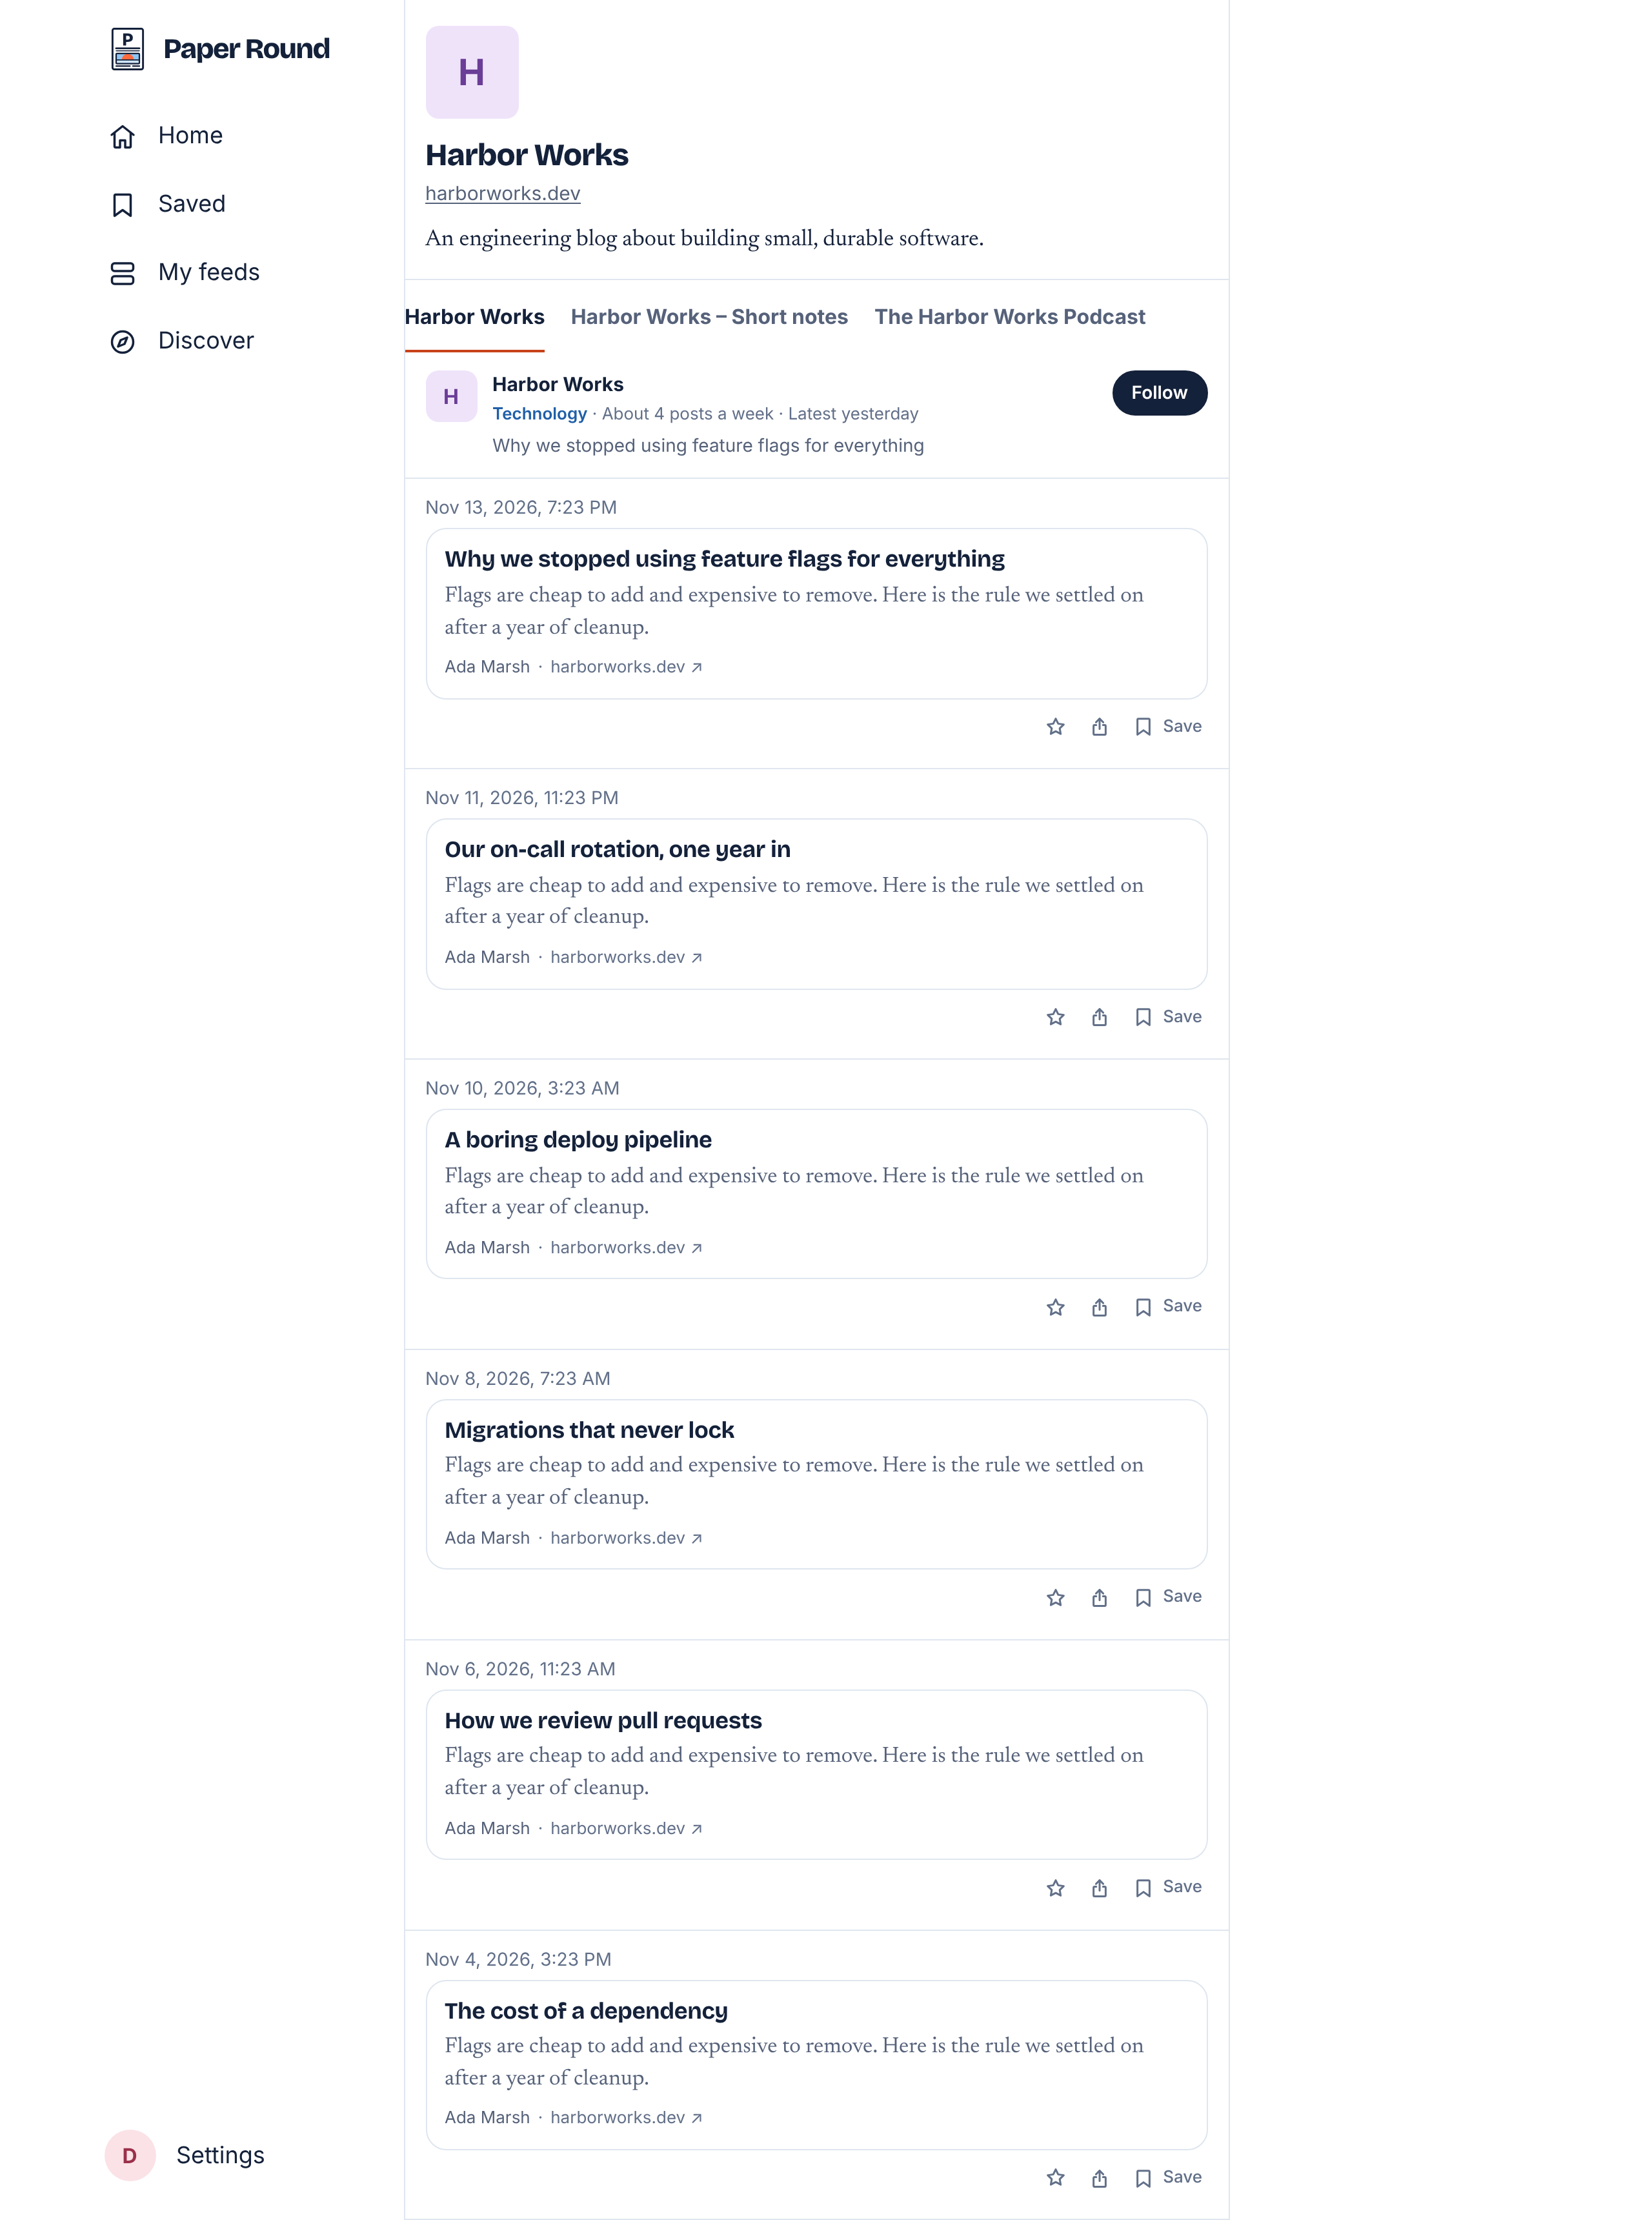 P
Paper Round
Home
Saved
My feeds
Discover
H
Harbor Works
harborworks.dev
An engineering blog about building small, durable software.
Harbor Works
Harbor Works – Short notes
The Harbor Works Podcast
H
Harbor Works
Technology · About 4 posts a week · Latest yesterday
Why we stopped using feature flags for everything
Follow
Nov 13, 2026, 7:23 PM
Why we stopped using feature flags for everything
Flags are cheap to add and expensive to remove. Here is the rule we settled on
after a year of cleanup.
Ada Marsh · harborworks.dev ↗
Save
Nov 11, 2026, 11:23 PM
Our on-call rotation, one year in
Flags are cheap to add and expensive to remove. Here is the rule we settled on
after a year of cleanup.
Ada Marsh · harborworks.dev ↗
Save
Nov 10, 2026, 3:23 AM
A boring deploy pipeline
Flags are cheap to add and expensive to remove. Here is the rule we settled on
after a year of cleanup.
Ada Marsh · harborworks.dev ↗
Save
Nov 8, 2026, 7:23 AM
Migrations that never lock
Flags are cheap to add and expensive to remove. Here is the rule we settled on
after a year of cleanup.
Ada Marsh · harborworks.dev ↗
Save
Nov 6, 2026, 11:23 AM
How we review pull requests
Flags are cheap to add and expensive to remove. Here is the rule we settled on
after a year of cleanup.
Ada Marsh · harborworks.dev ↗
Save
Nov 4, 2026, 3:23 PM
The cost of a dependency
Flags are cheap to add and expensive to remove. Here is the rule we settled on
after a year of cleanup.
Ada Marsh · harborworks.dev ↗
Save
D
Settings